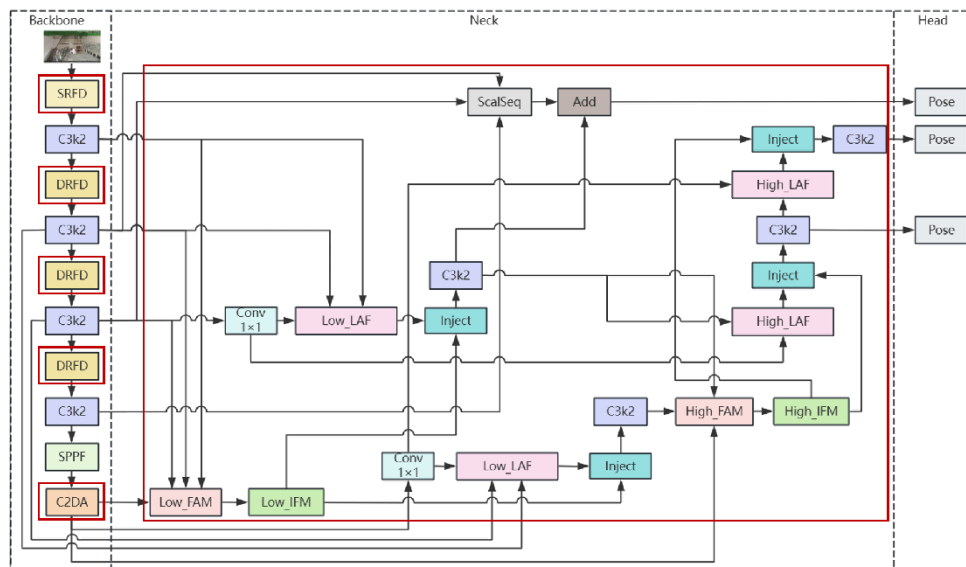 Backbone
Neck
Head
SRFD
C3k2
DRFD
C3k2
DRFD
C3k2
DRFD
C3k2
SPPF
C2DA
ScalSeq
Add
Conv
1×1
Low_LAF
C3k2
Inject
Low_FAM
Low_IFM
Conv
1×1
Low_LAF
Inject
C3k2
High_FAM
High_IFM
High_LAF
Inject
C3k2
High_LAF
Inject
C3k2
Pose
Pose
Pose